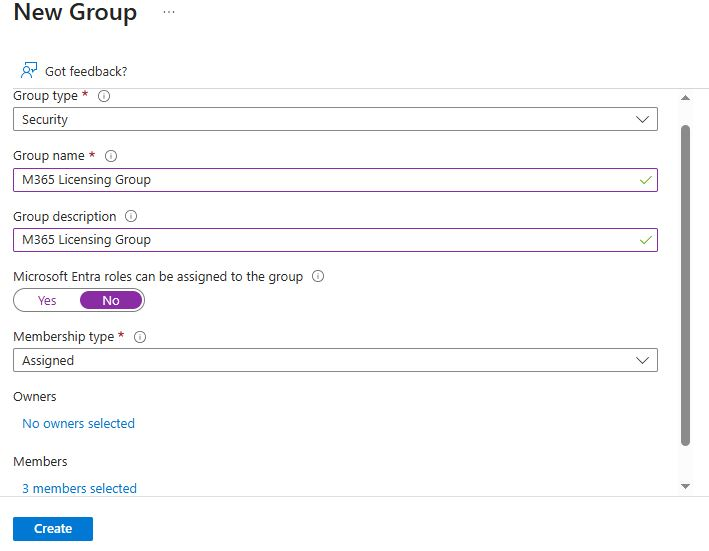 New Group ...
Got feedback?
Group type *
Security
Group name *
M365 Licensing Group
Group description
M365 Licensing Group
Microsoft Entra roles can be assigned to the group
Yes No
Membership type *
Assigned
Owners
No owners selected
Members
3 members selected
Create